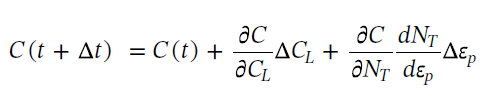 C(t + Δt) = C(t) + ∂C/∂C_L ΔC_L + ∂C/∂N_T dN_T/dε_p Δε_p